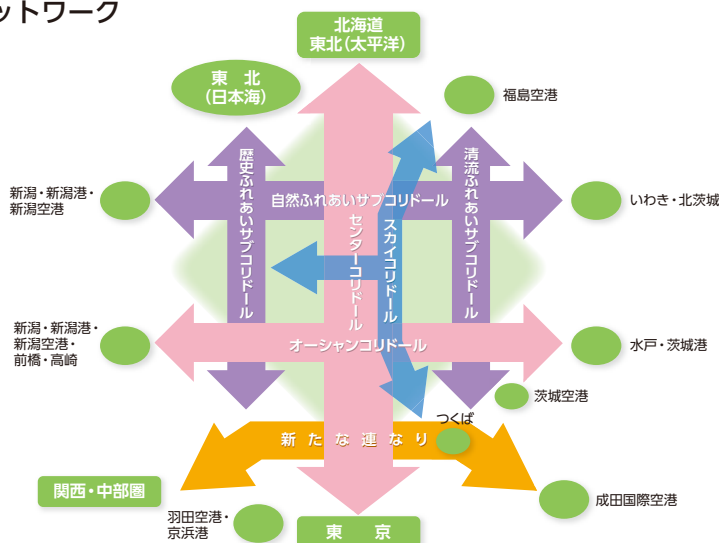 ットワーク
北海道
東北（太平洋）
東　北
（日本海）
福島空港
歴史ふれあいサブコリドール
清流ふれあいサブコリドール
新潟・新潟港・
新潟空港
自然ふれあいサブコリドール
いわき・北茨城
センターコリドール
スカイコリドール
新潟・新潟港・
新潟空港・
前橋・高崎
オーシャンコリドール
水戸・茨城港
茨城空港
つくば
新たな連なり
関西・中部圏
成田国際空港
羽田空港・
京浜港
東　京